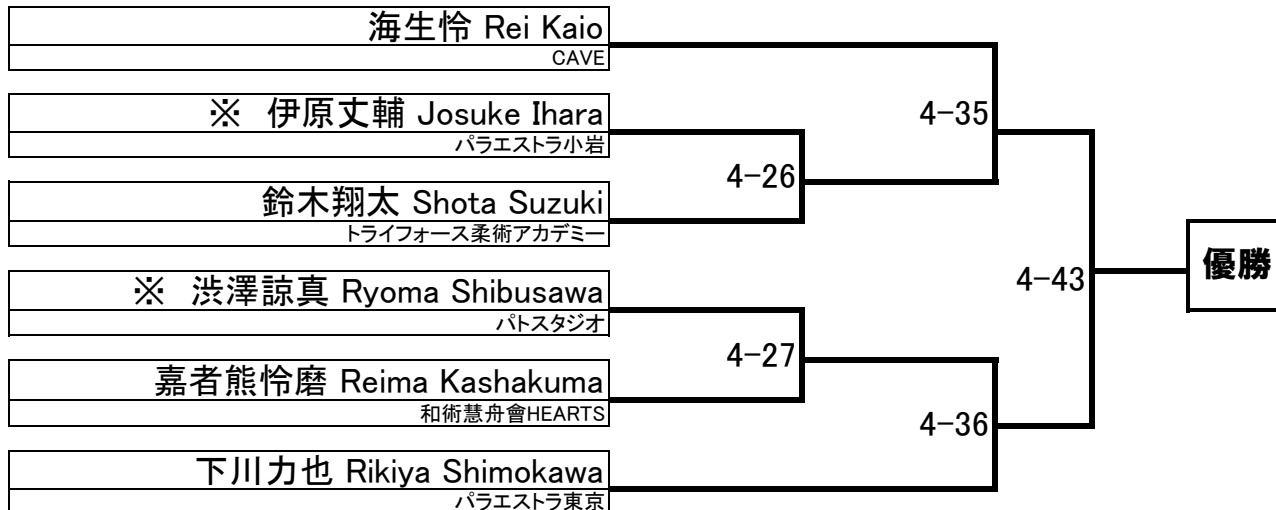 海生怜 Rei Kaio
CAVE
※ 伊原丈輔 Josuke Ihara
パラエストラ小岩
4-35
4-26
鈴木翔太 Shota Suzuki
トライフォース柔術アカデミー
優勝
4-43
※ 渋澤諒真 Ryoma Shibusawa
パトスタジオ
4-27
嘉者熊怜磨 Reima Kashakuma
和術慧舟會HEARTS
4-36
下川力也 Rikiya Shimokawa
パラエストラ東京